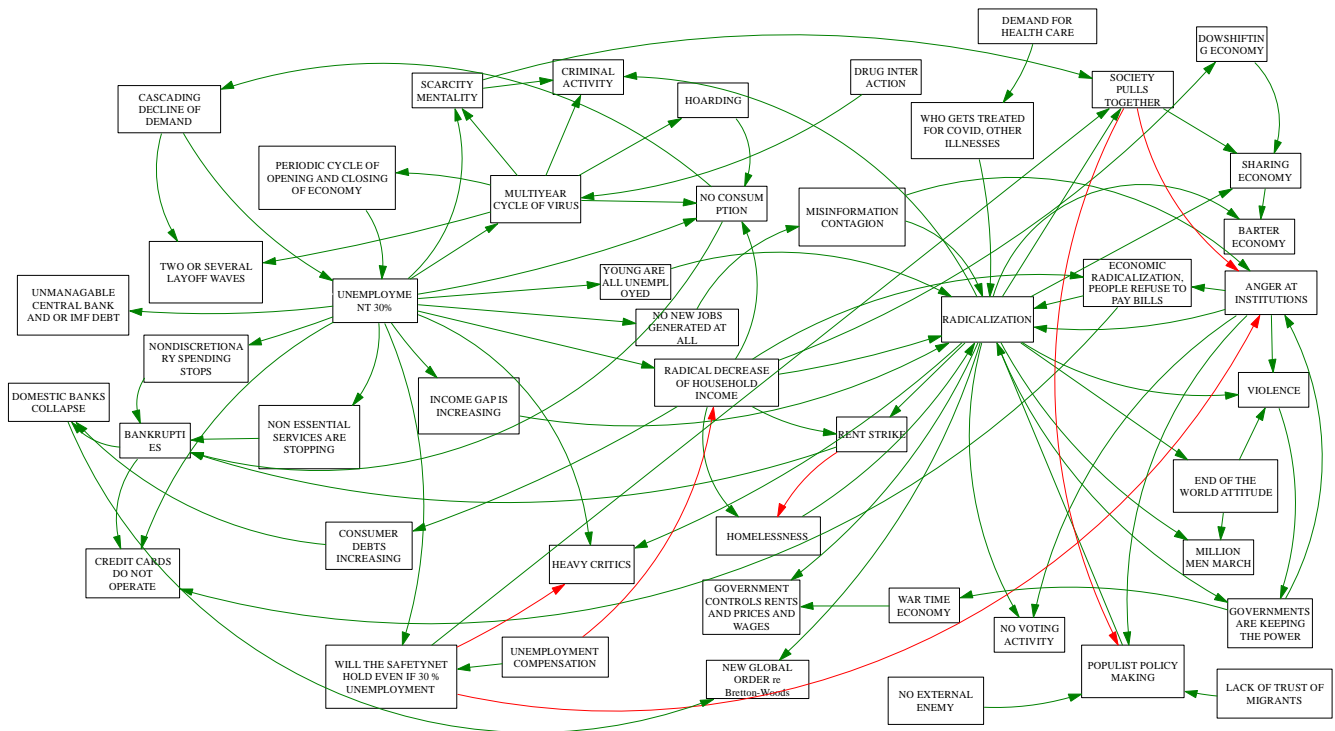 DEMAND FOR
HEALTH CARE
DOWSHIFTIN
G ECONOMY
SCARCITY
MENTALITY
CRIMINAL
ACTIVITY
DRUG INTER
ACTION
SOCIETY
PULLS
TOGETHER
CASCADING
DECLINE OF
DEMAND
HOARDING
WHO GETS TREATED
FOR COVID, OTHER
ILLNESSES
PERIODIC CYCLE OF
OPENING AND CLOSING
OF ECONOMY
MULTIYEAR
CYCLE OF VIRUS
NO CONSUM
PTION
MISINFORMATION
CONTAGION
SHARING
ECONOMY
BARTER
ECONOMY
TWO OR SEVERAL
LAYOFF WAVES
UNMANAGABLE
CENTRAL BANK
AND OR IMF DEBT
UNEMPLOYME
NT 30%
YOUNG ARE
ALL UNEMPL
OYED
ECONOMIC
RADICALIZATION,
PEOPLE REFUSE TO
PAY BILLS
ANGER AT
INSTITUTIONS
NO NEW JOBS
GENERATED AT
ALL
RADICALIZATION
NONDISCRETIONA
RY SPENDING
STOPS
RADICAL DECREASE
OF HOUSEHOLD
INCOME
VIOLENCE
DOMESTIC BANKS
COLLAPSE
INCOME GAP IS
INCREASING
BANKRUPTI
ES
NON ESSENTIAL
SERVICES ARE
STOPPING
RENT STRIKE
END OF THE
WORLD ATTITUDE
CONSUMER
DEBTS
INCREASING
HOMELESSNESS
MILLION
MEN MARCH
CREDIT CARDS
DO NOT
OPERATE
HEAVY CRITICS
GOVERNMENT
CONTROLS RENTS
AND PRICES AND
WAGES
WAR TIME
ECONOMY
NO VOTING
ACTIVITY
GOVERNMENTS
ARE KEEPING
THE POWER
WILL THE SAFETYNET
HOLD EVEN IF 30 %
UNEMPLOYMENT
UNEMPLOYMENT
COMPENSATION
NEW GLOBAL
ORDER re
Bretton-Woods
POPULIST POLICY
MAKING
NO EXTERNAL
ENEMY
LACK OF TRUST OF
MIGRANTS